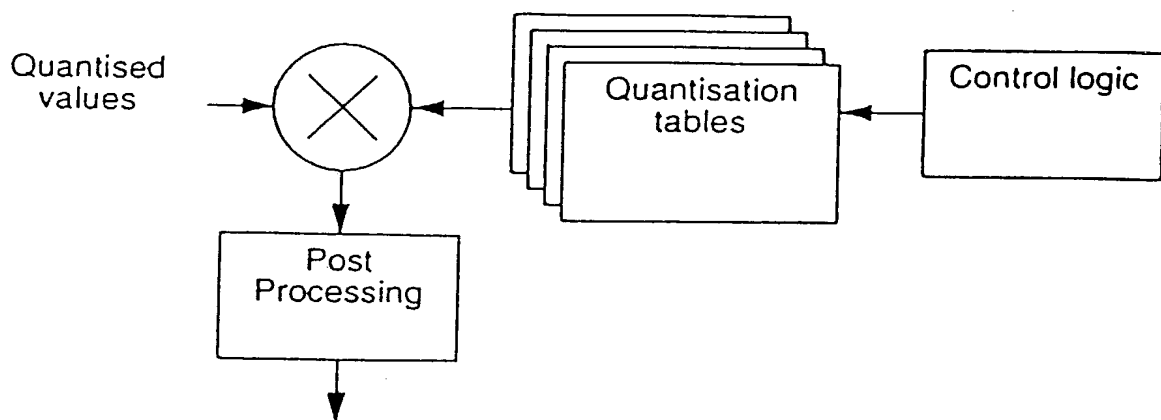 Quantised
values
Quantisation
tables
Control logic
Post
Processing